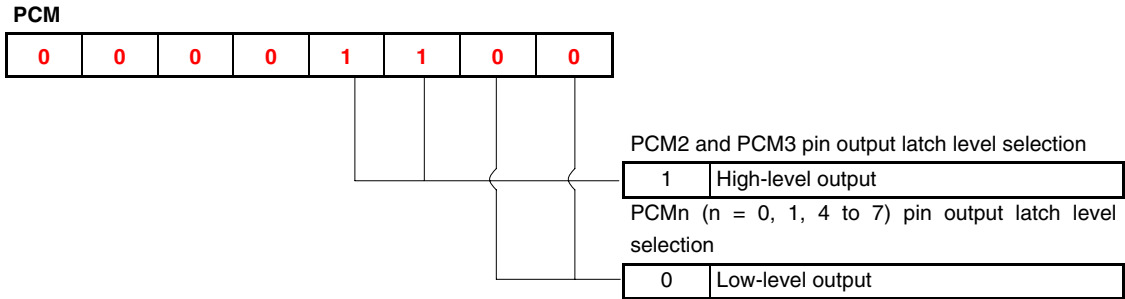 PCM
0 0 0 0 1 1 0 0
PCM2 and PCM3 pin output latch level selection
1 High-level output
PCMn (n = 0, 1, 4 to 7) pin output latch level
selection
0 Low-level output